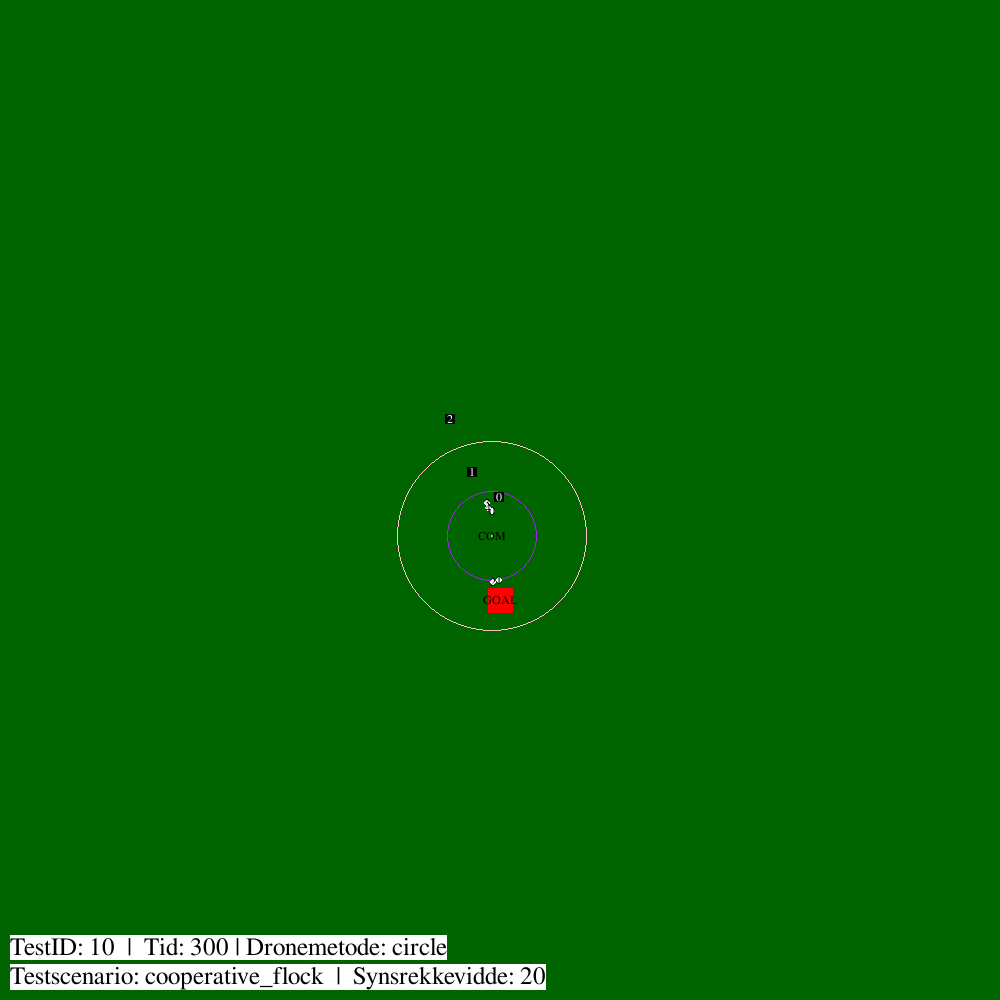 2
1
0
COM
GOAL
TestID: 10 | Tid: 300 | Dronemetode: circle
Testscenario: cooperative_flock | Synsrekkevidde: 20